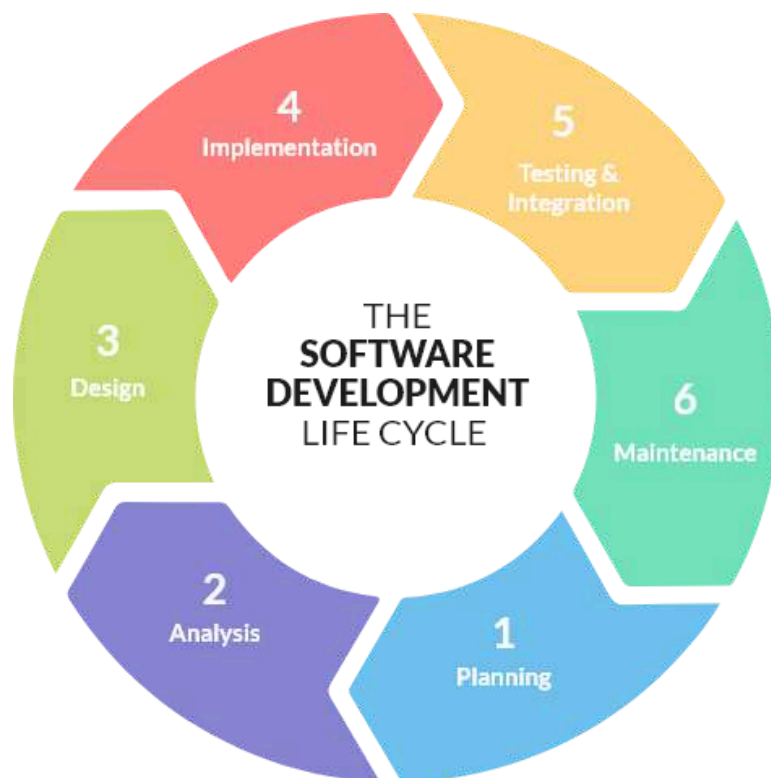 THE
SOFTWARE
DEVELOPMENT
LIFE CYCLE
1
Planning
2
Analysis
3
Design
4
Implementation
5
Testing &
Integration
6
Maintenance